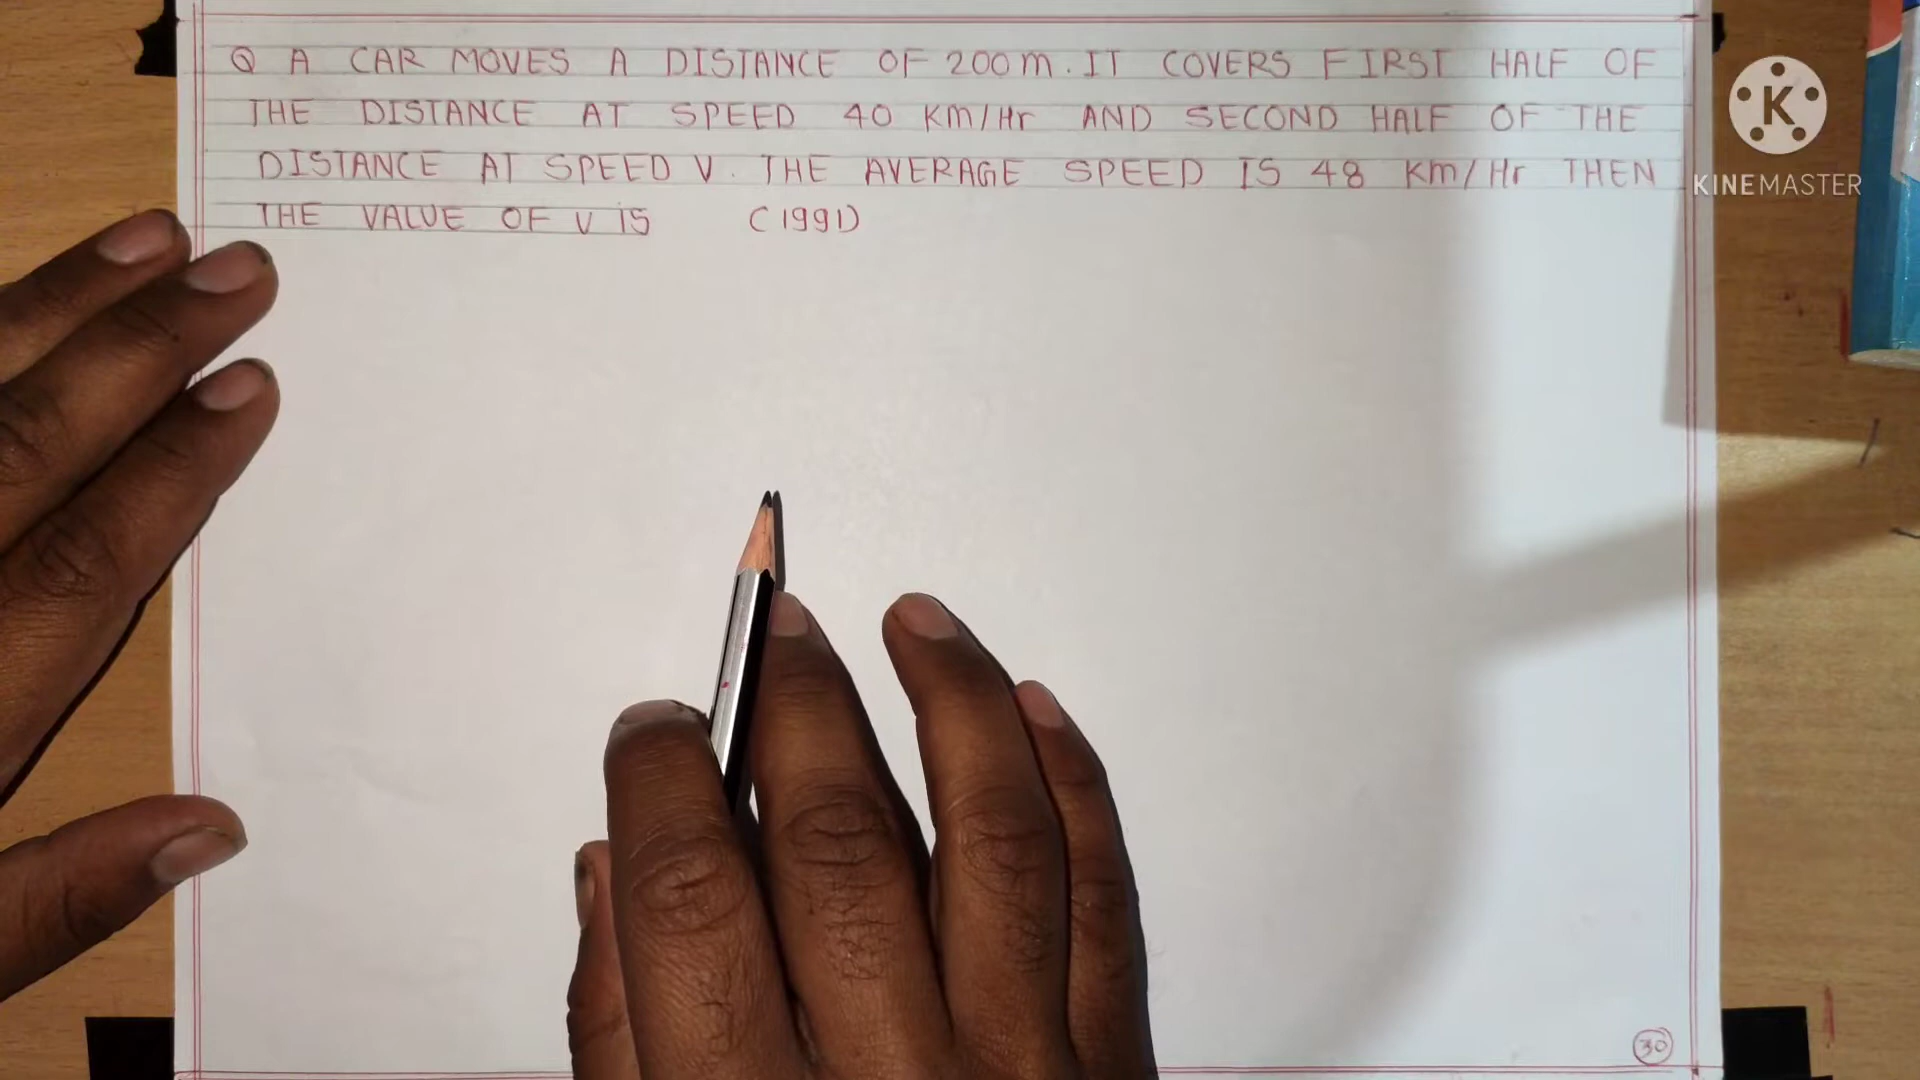 Q A CAR MOVES A DISTANCE OF 200m. IT COVERS FIRST HALF OF
THE DISTANCE AT SPEED 40 KM/Hr AND SECOND HALF OF THE
DISTANCE AT SPEED V. THE AVERAGE SPEED IS 48 KM/Hr THEN
THE VALUE OF V IS (1991)
K
KINEMASTER
30